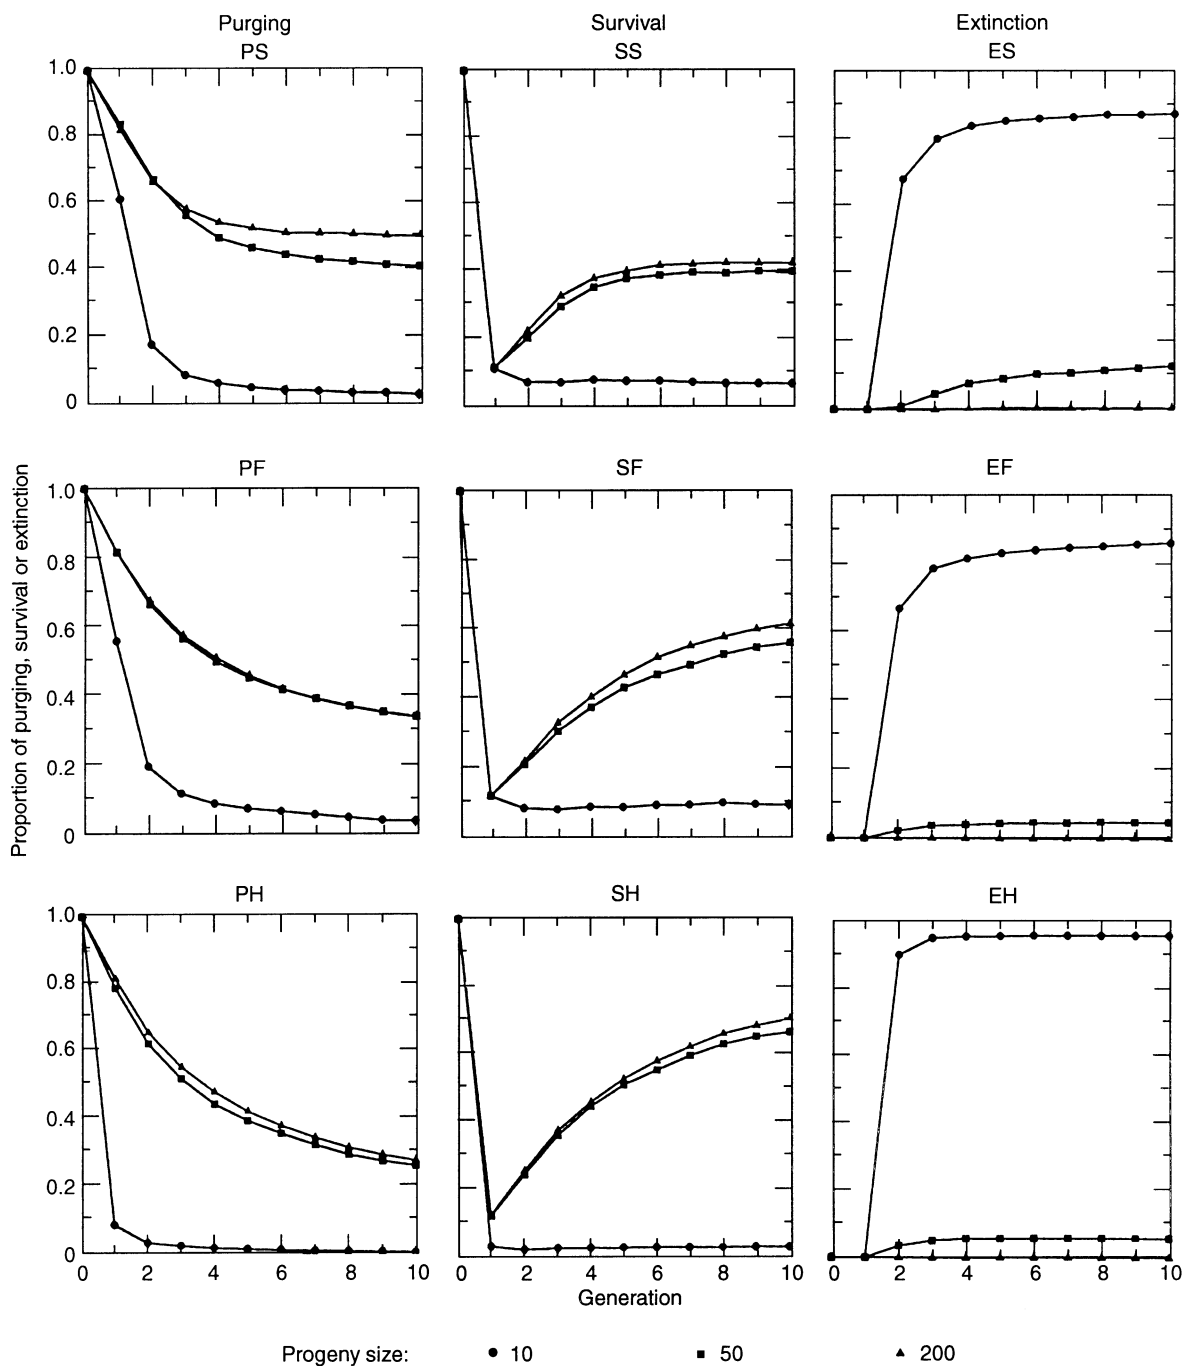 Purging Survival Extinction
PS SS ES
1.0
0.8
0.6
0.4
0.2
0
PF SF EF
1.0
0.8
0.6
0.4
0.2
0
PH SH EH
1.0
0.8
0.6
0.4
0.2
0
0 2 4 6 8 10 0 2 4 6 8 10 0 2 4 6 8 10
Proportion of purging, survival or extinction
Generation
Progeny size: 10 50 200